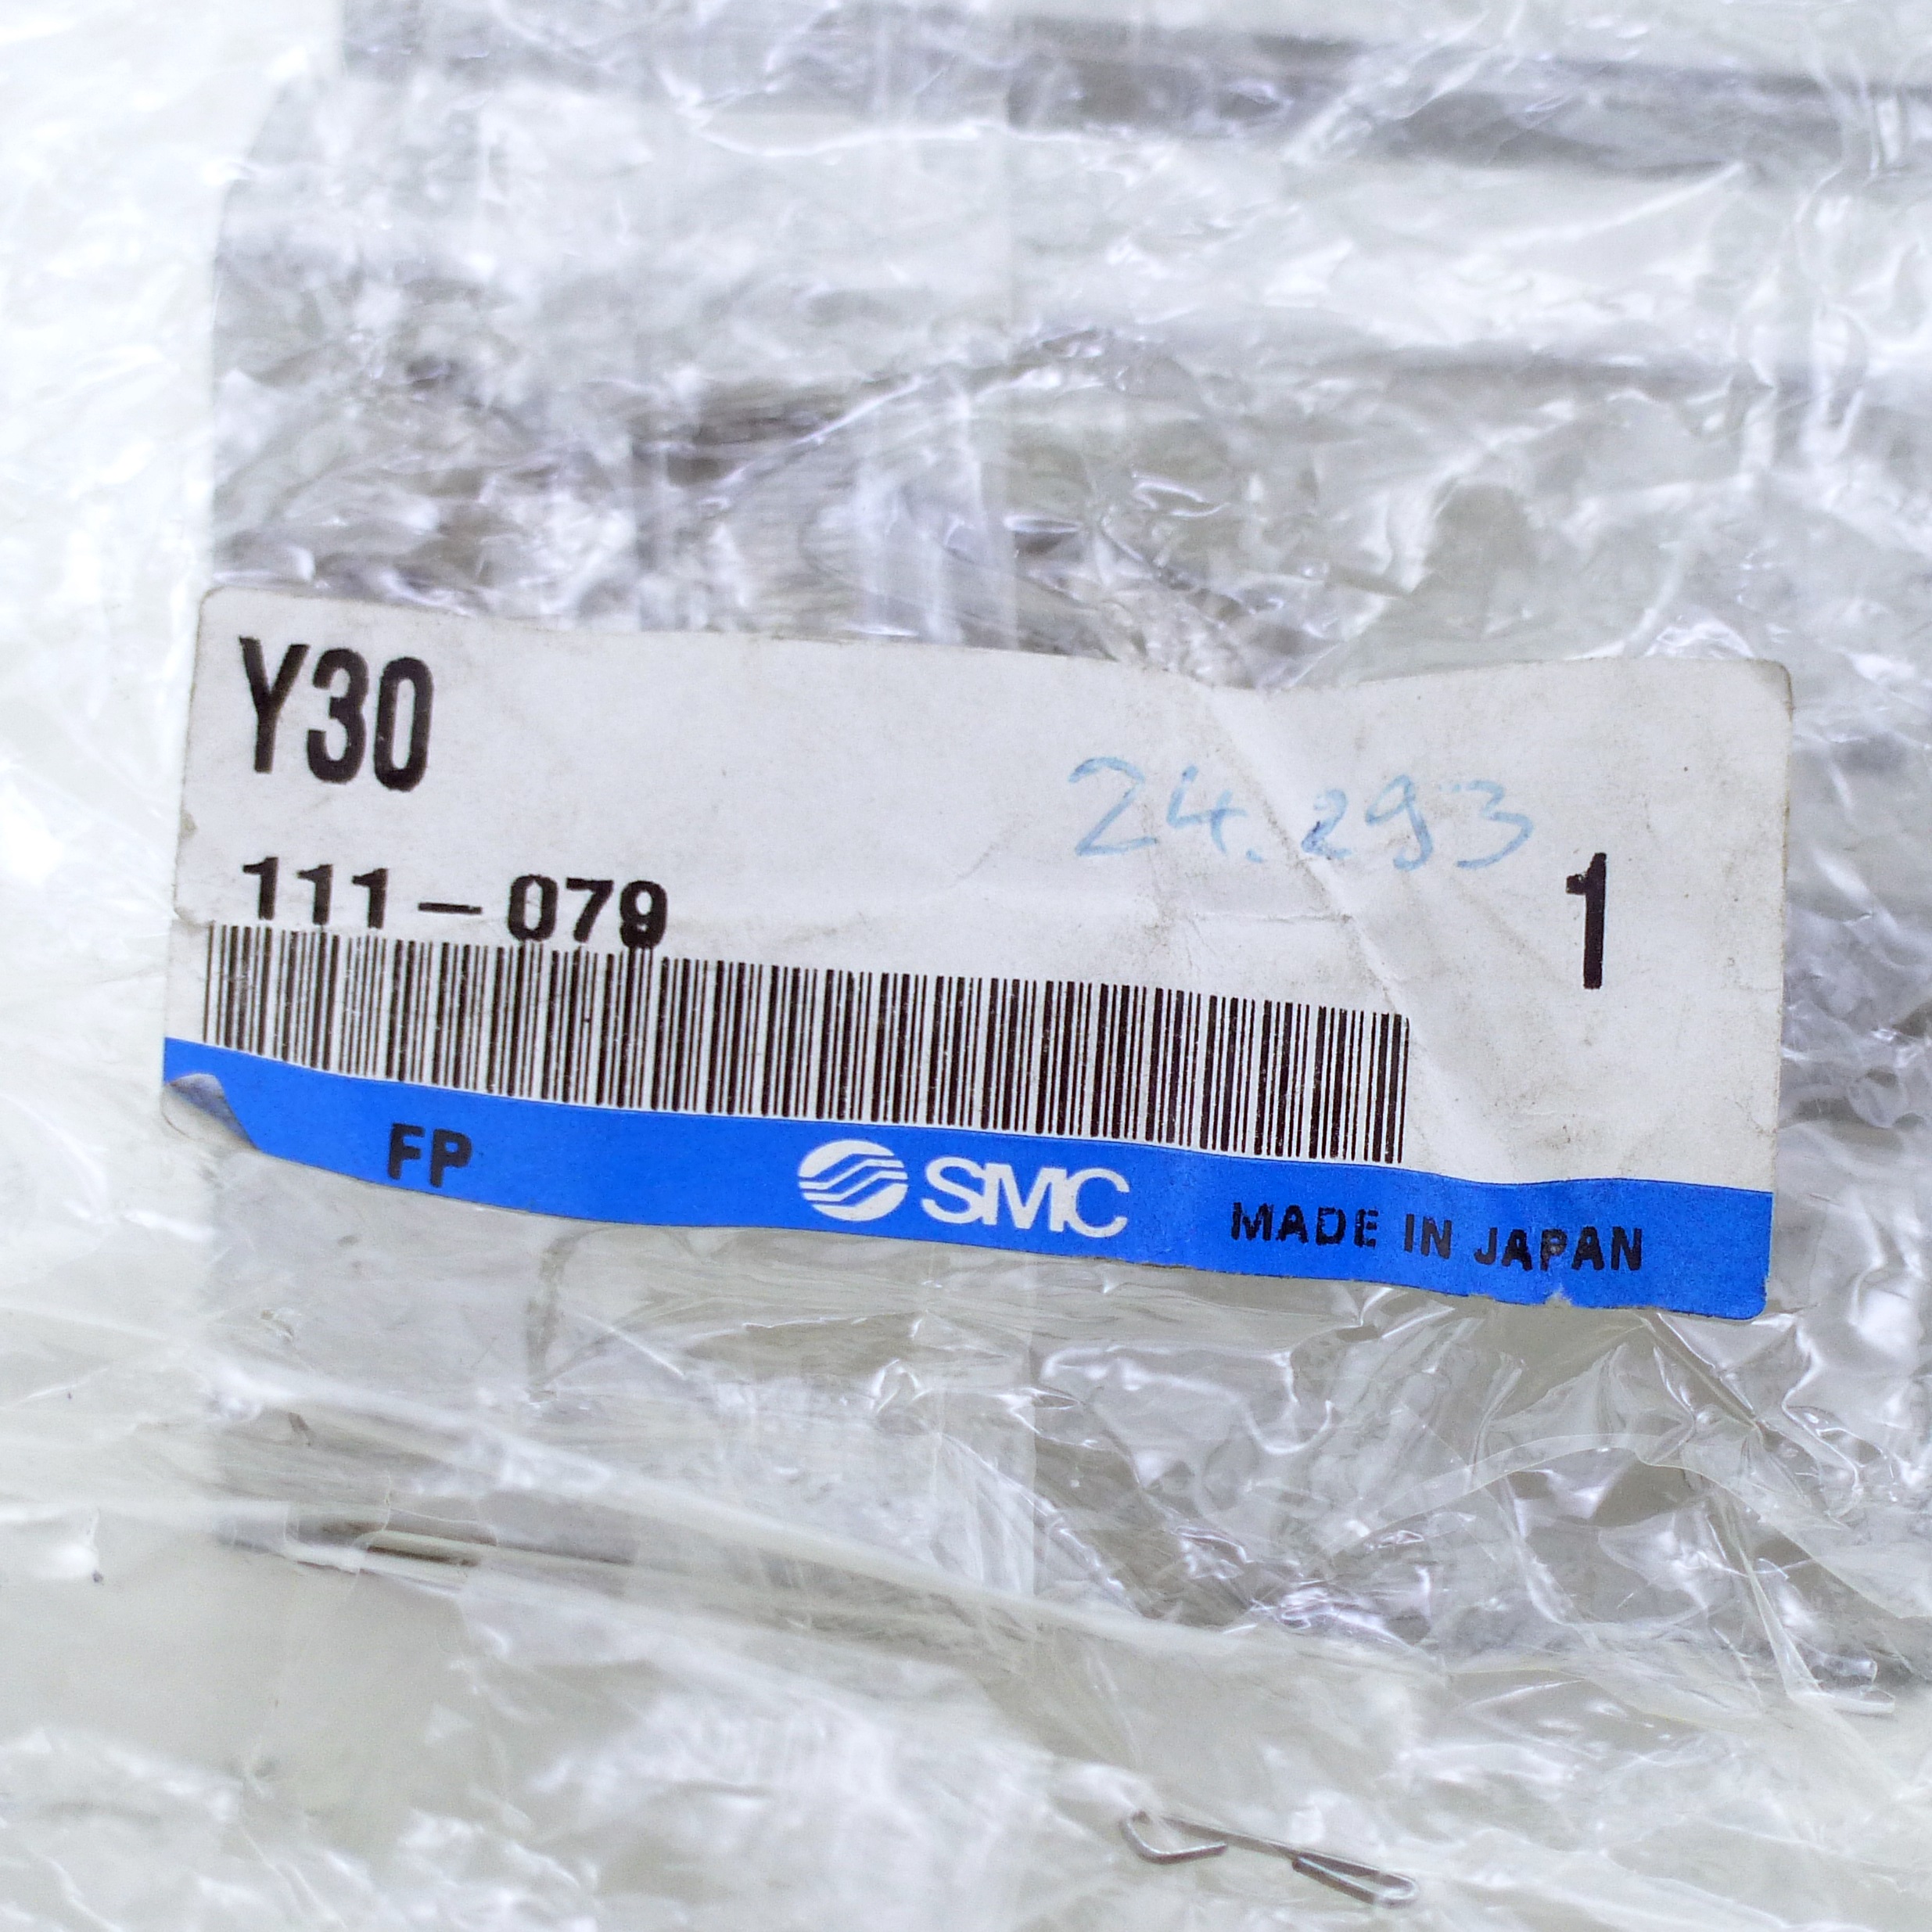 Y30
24.293
111-079
1
FP
SMC
MADE IN JAPAN